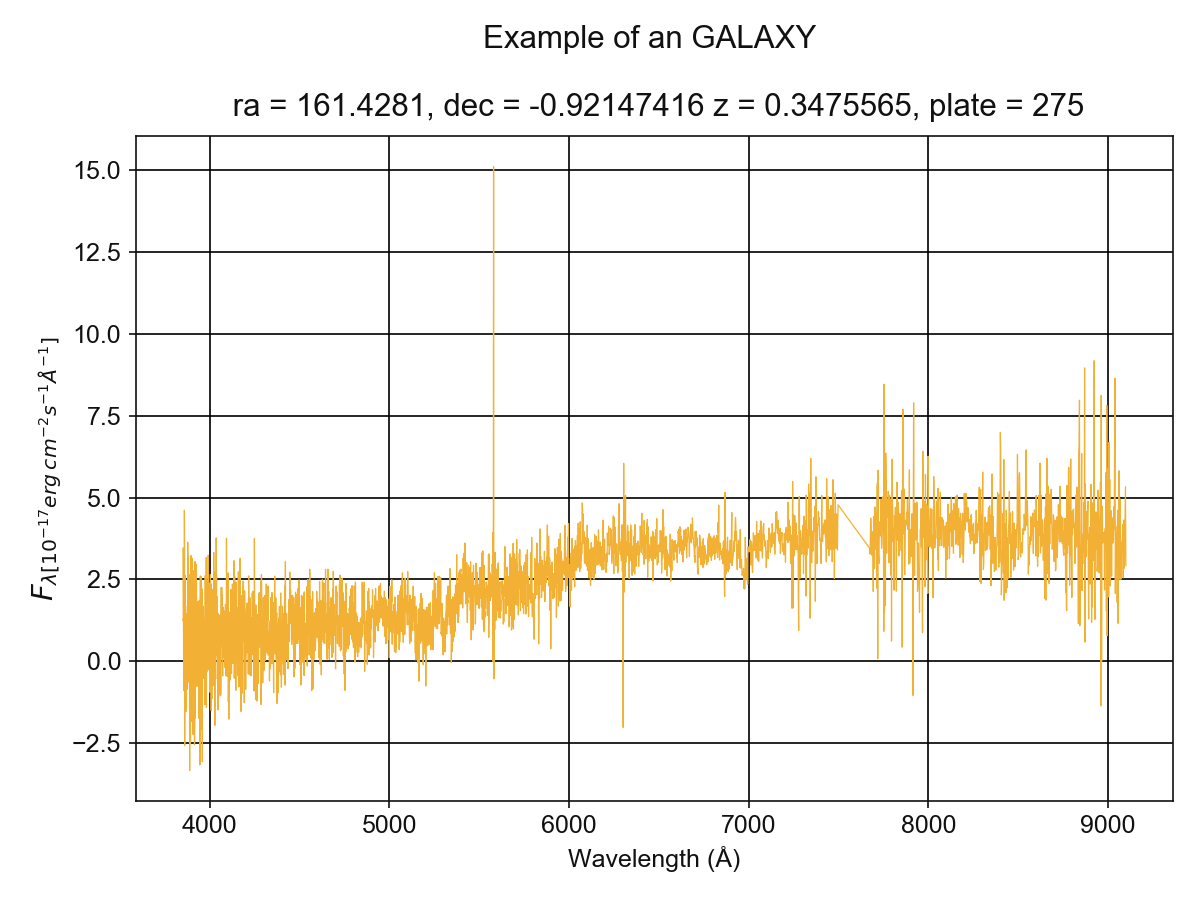 Example of an GALAXY
ra = 161.4281, dec = -0.92147416 z = 0.3475565, plate = 275
15.0
12.5
10.0
7.5
5.0
2.5
0.0
−2.5
F_{λ[10^{−17} erg cm^{−2} s^{−1} Å^{−1}]}
4000 5000 6000 7000 8000 9000
Wavelength (Å)